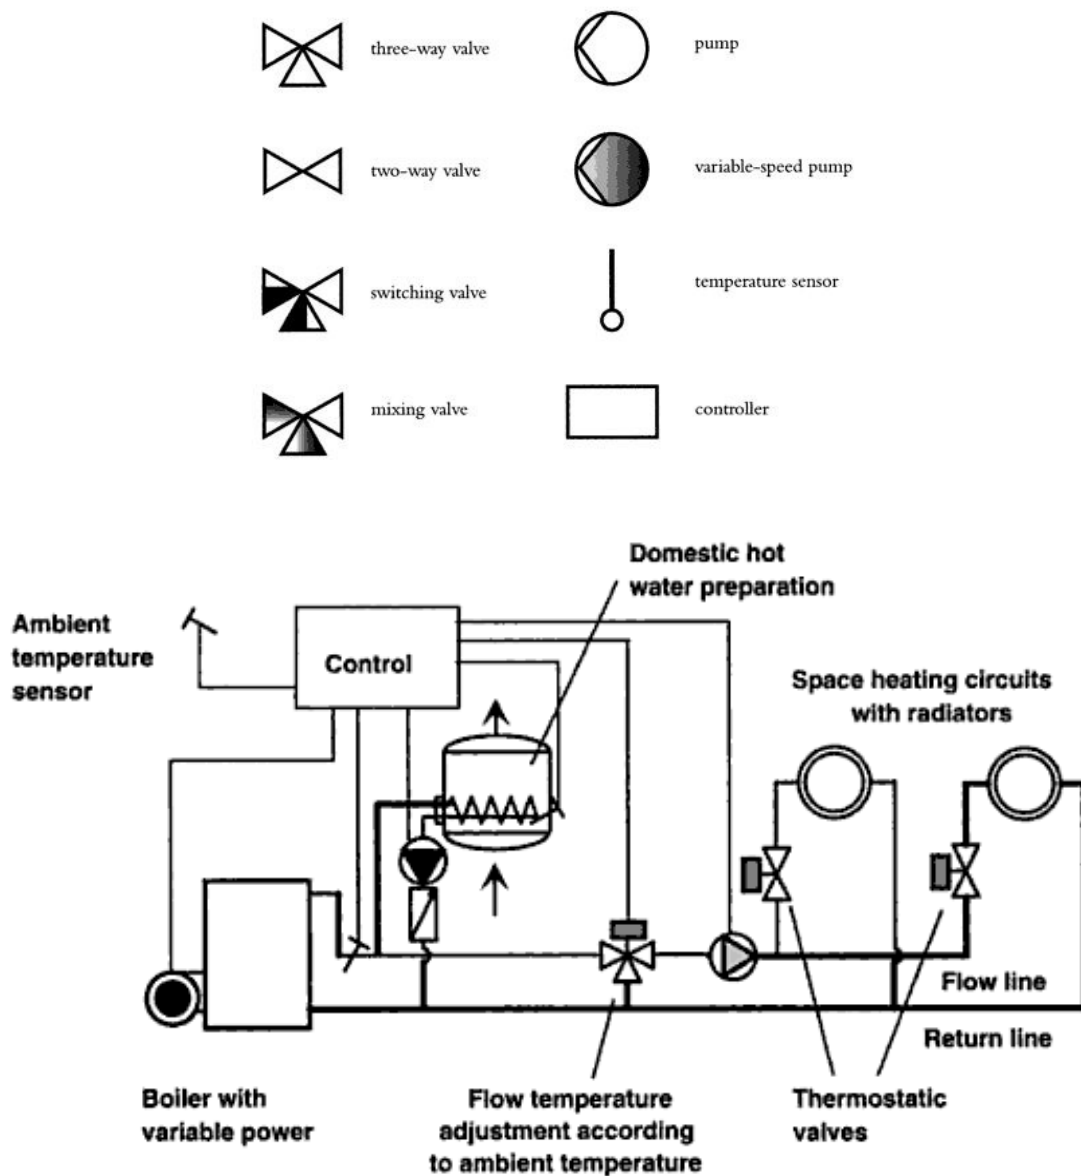 three-way valve
pump
two-way valve
variable-speed pump
switching valve
temperature sensor
mixing valve
controller
Domestic hot
water preparation
Ambient
temperature
sensor
Control
Space heating circuits
with radiators
Flow line
Return line
Boiler with
variable power
Flow temperature
adjustment according
to ambient temperature
Thermostatic
valves